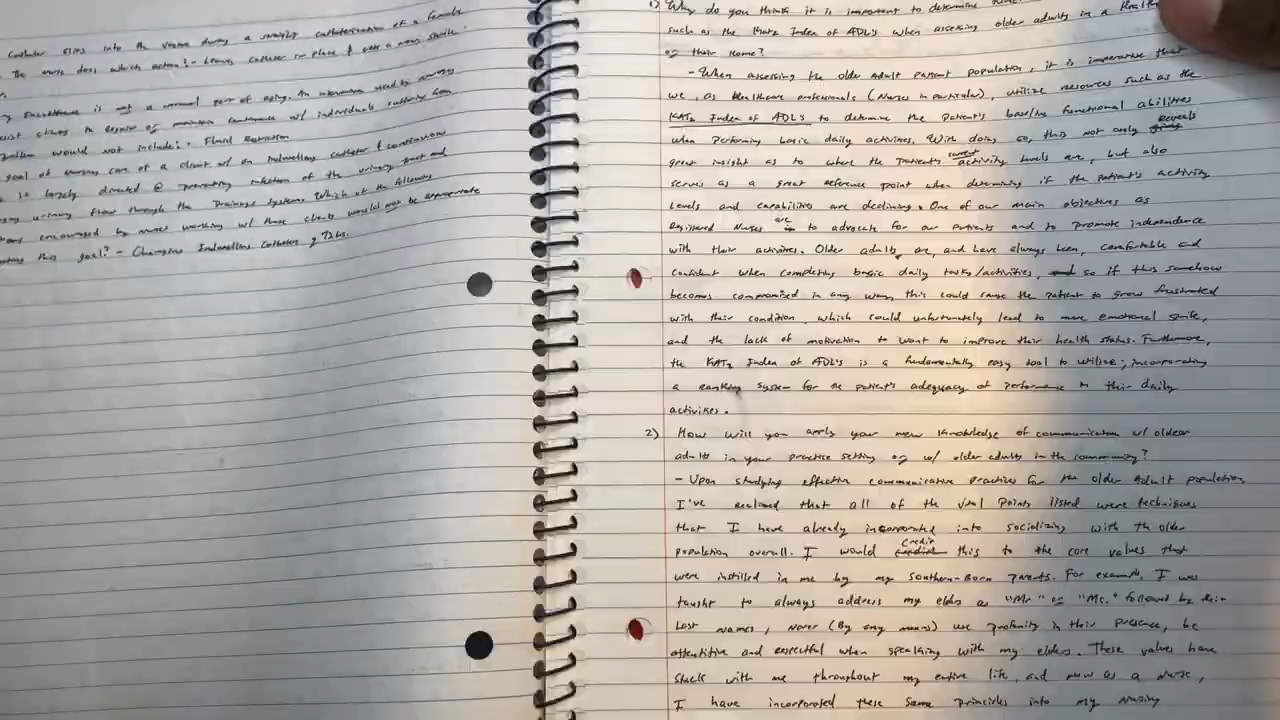 catheter slips into the vagina during a straight catheterization of a female
the nurse does which action? - Leaves catheter in place & gets a new sterile
Incontinence is not a normal part of aging. An intervention used by nurses
assist clients to regain or maintain continence w/ individuals suffering from
would not include: - Fluid Restriction
goal of nursing care of a client w/ an indwelling catheter &
is largely directed @ preventing infection of the urinary tract and
urinary flow through the Drainage system. Which of the following
encouraged by nurses working w/ these clients would not be appropriate
meeting this goal? - Changing Indwelling Catheter q 72 hrs.
1) Why do you think it is important to determine
such as the Katz Index of ADL's when assessing older adults in a Health
or their Home?
- When assessing the older Adult Patient population, it is imperative that
we, as Healthcare professionals (Nurses in particular), utilize resources such as the
KATz Index of ADL's to determine the Patient's baseline functional abilities
when performing basic daily activities. With doing so, this not only reveals
great insight as to where the patient's current activity levels are, but also
serves as a great reference point when determining if the patient's activity
levels and capabilities are declining. One of our main objectives as
Registered Nurses are to advocate for our patients and to promote independence
with their activities. Older adults are, and have always been, comfortable and
confident when completing basic daily tasks/activities, so if this somehow
becomes compromised in any way, this could cause the patient to grow frustrated
with their condition, which could unfortunately lead to more emotional strife,
and the lack of motivation to want to improve their health status. Furthermore,
the KATz Index of ADL's is a fundamentally easy tool to utilize; incorporating
a ranking system for the patient's adequacy of performance in their daily
activities.
2) How will you apply your new knowledge of communication w/ older
adults in your practice setting or w/ older adults in the community?
- Upon studying effective communicative practices for the older Adult population,
I've realized that all of the vital points listed were techniques
that I have already incorporated into socializing with the older
population overall. I would credit this to the core values that
were instilled in me by my Southern-Born parents. For example, I was
taught to always address my elders as "Mr" or "Ms." followed by their
last names, never (By any means) use profanity in their presence, be
attentitive and respectful when speaking with my elders. These values have
stuck with me throughout my entire life, and now as a Nurse,
I have incorporated these same principles into my nursing